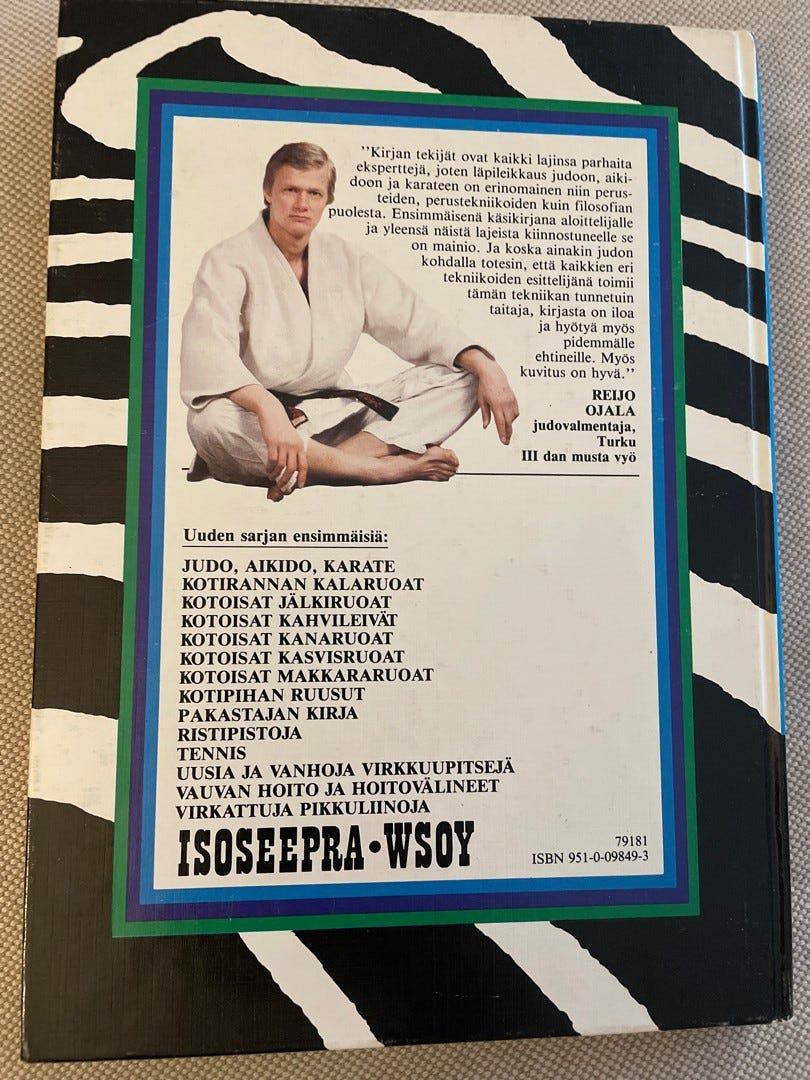 ''Kirjan tekijät ovat kaikki lajinsa parhaita
eksperttejä, joten läpileikkaus judoon, aiki-
doon ja karateen on erinomainen niin perus-
teiden, perustekniikoiden kuin filosofian
puolesta. Ensimmäisenä käsikirjana aloittelijalle
ja yleensä näistä lajeista kiinnostuneelle se
on mainio. Ja koska ainakin judon
kohdalla totesin, että kaikkien eri
tekniikoiden esittelijänä toimii
tämän tekniikan tunnetuin
taitaja, kirjasta on iloa
ja hyötyä myös
pidemmälle
ehtineille. Myös
kuvitus on hyvä.''
REIJO
OJALA
judovalmentaja,
Turku
III dan musta vyö
Uuden sarjan ensimmäisiä:
JUDO, AIKIDO, KARATE
KOTIRANNAN KALARUOAT
KOTOISAT JÄLKIRUOAT
KOTOISAT KAHVILEIVÄT
KOTOISAT KANARUOAT
KOTOISAT KASVISRUOAT
KOTOISAT MAKKARARUOAT
KOTIPIHAN RUUSUT
PAKASTAJAN KIRJA
RISTIPISTOJA
TENNIS
UUSIA JA VANHOJA VIRKKUUPITSEJÄ
VAUVAN HOITO JA HOITOVÄLINEET
VIRKATTUJA PIKKULIINOJA
ISOSEEPRA•WSOY
79181
ISBN 951-0-09849-3